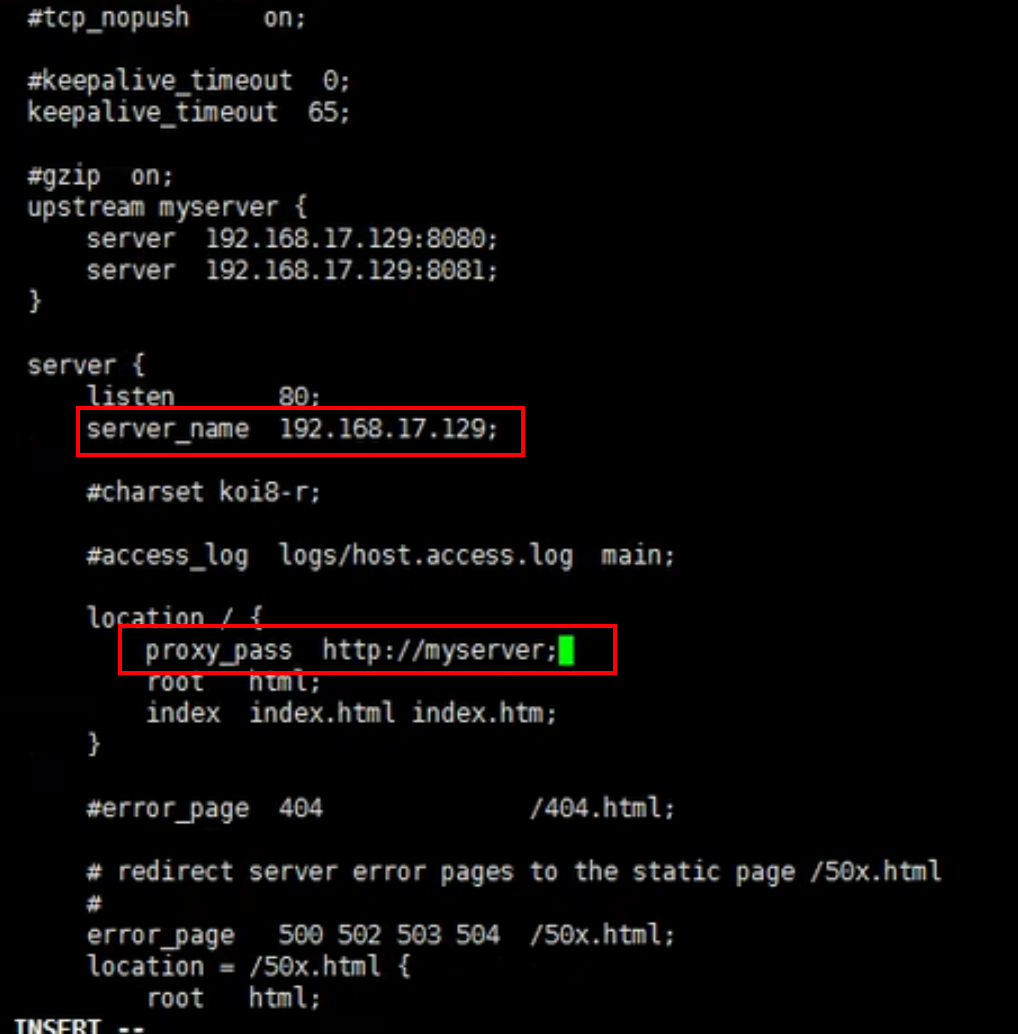 #tcp_nopush     on;
#keepalive_timeout  0;
keepalive_timeout  65;
#gzip  on;
upstream myserver {
    server  192.168.17.129:8080;
    server  192.168.17.129:8081;
}
server {
    listen       80;
    server_name  192.168.17.129;
    #charset koi8-r;
    #access_log  logs/host.access.log  main;
    location / {
        proxy_pass  http://myserver;
        root   html;
        index  index.html index.htm;
    }
    #error_page  404              /404.html;
    # redirect server error pages to the static page /50x.html
    #
    error_page   500 502 503 504  /50x.html;
    location = /50x.html {
        root   html;
INSERT --